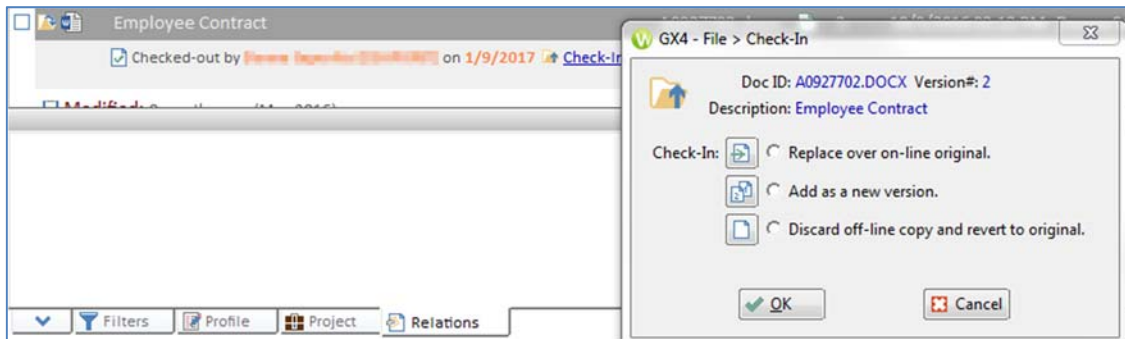 Employee Contract
Checked-out by on 1/9/2017 Check-In
GX4 - File > Check-In
Doc ID: A0927702.DOCX Version#: 2
Description: Employee Contract
Check-In:
Replace over on-line original.
Add as a new version.
Discard off-line copy and revert to original.
OK
Cancel
Filters
Profile
Project
Relations